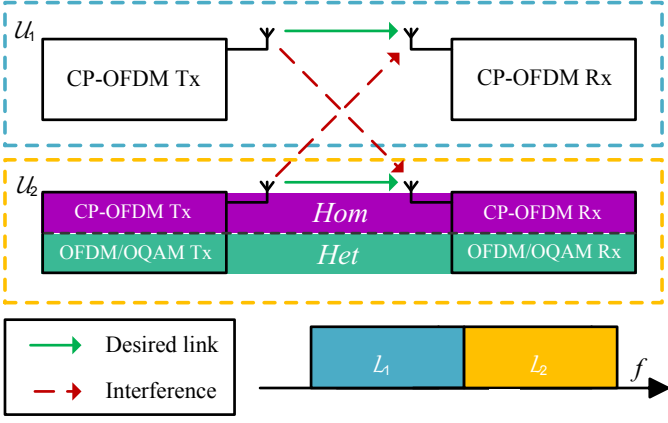 𝒰₁
CP-OFDM Tx
CP-OFDM Rx
𝒰₂
CP-OFDM Tx
Hom
CP-OFDM Rx
OFDM/OQAM Tx
Het
OFDM/OQAM Rx
Desired link
Interference
ℒ₁
ℒ₂
f